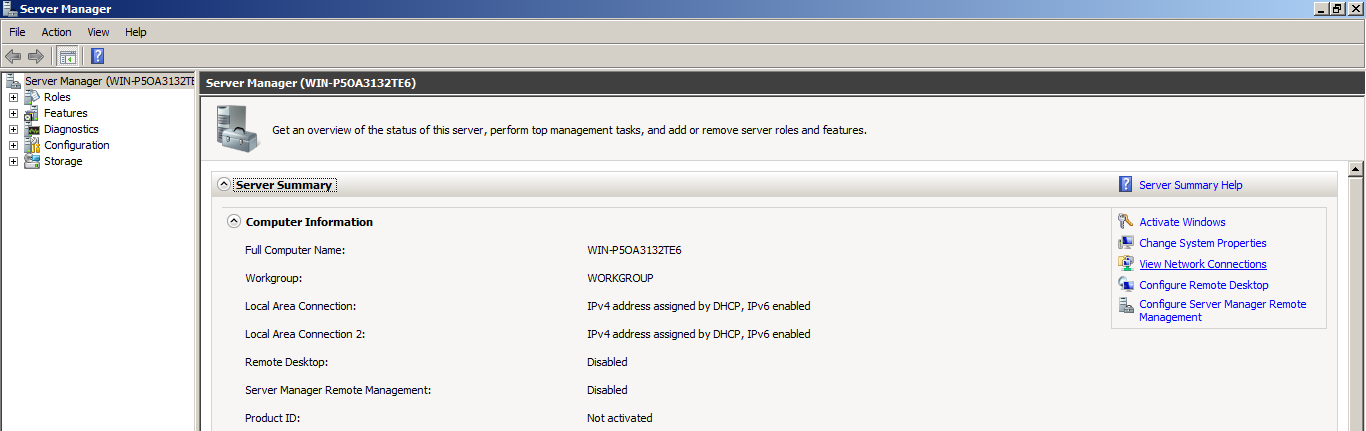 Server Manager
File Action View Help
Server Manager (WIN-P5OA3132TE
Roles
Features
Diagnostics
Configuration
Storage
Server Manager (WIN-P5OA3132TE6)
Get an overview of the status of this server, perform top management tasks, and add or remove server roles and features.
Server Summary
Server Summary Help
Computer Information
Full Computer Name: WIN-P5OA3132TE6
Workgroup: WORKGROUP
Local Area Connection: IPv4 address assigned by DHCP, IPv6 enabled
Local Area Connection 2: IPv4 address assigned by DHCP, IPv6 enabled
Remote Desktop: Disabled
Server Manager Remote Management: Disabled
Product ID: Not activated
Activate Windows
Change System Properties
View Network Connections
Configure Remote Desktop
Configure Server Manager Remote
Management